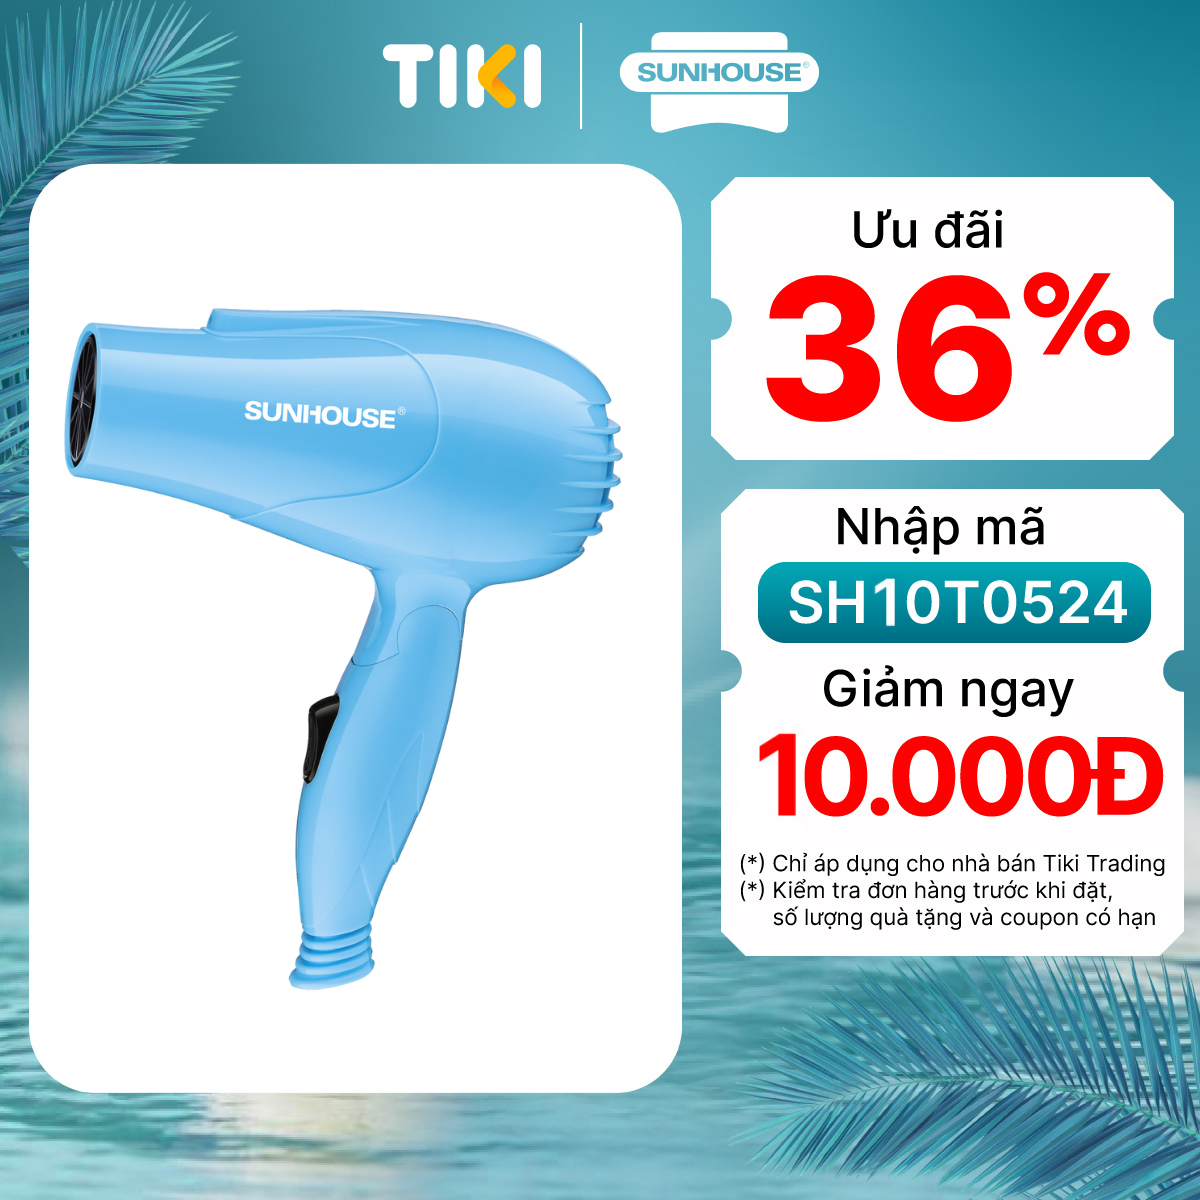 TIKI
SUNHOUSE®
SUNHOUSE®
Ưu đãi
36%
Nhập mã
SH10T0524
Giảm ngay
10.000Đ
(*) Chỉ áp dụng cho nhà bán Tiki Trading
(*) Kiểm tra đơn hàng trước khi đặt,
số lượng quà tặng và coupon có hạn